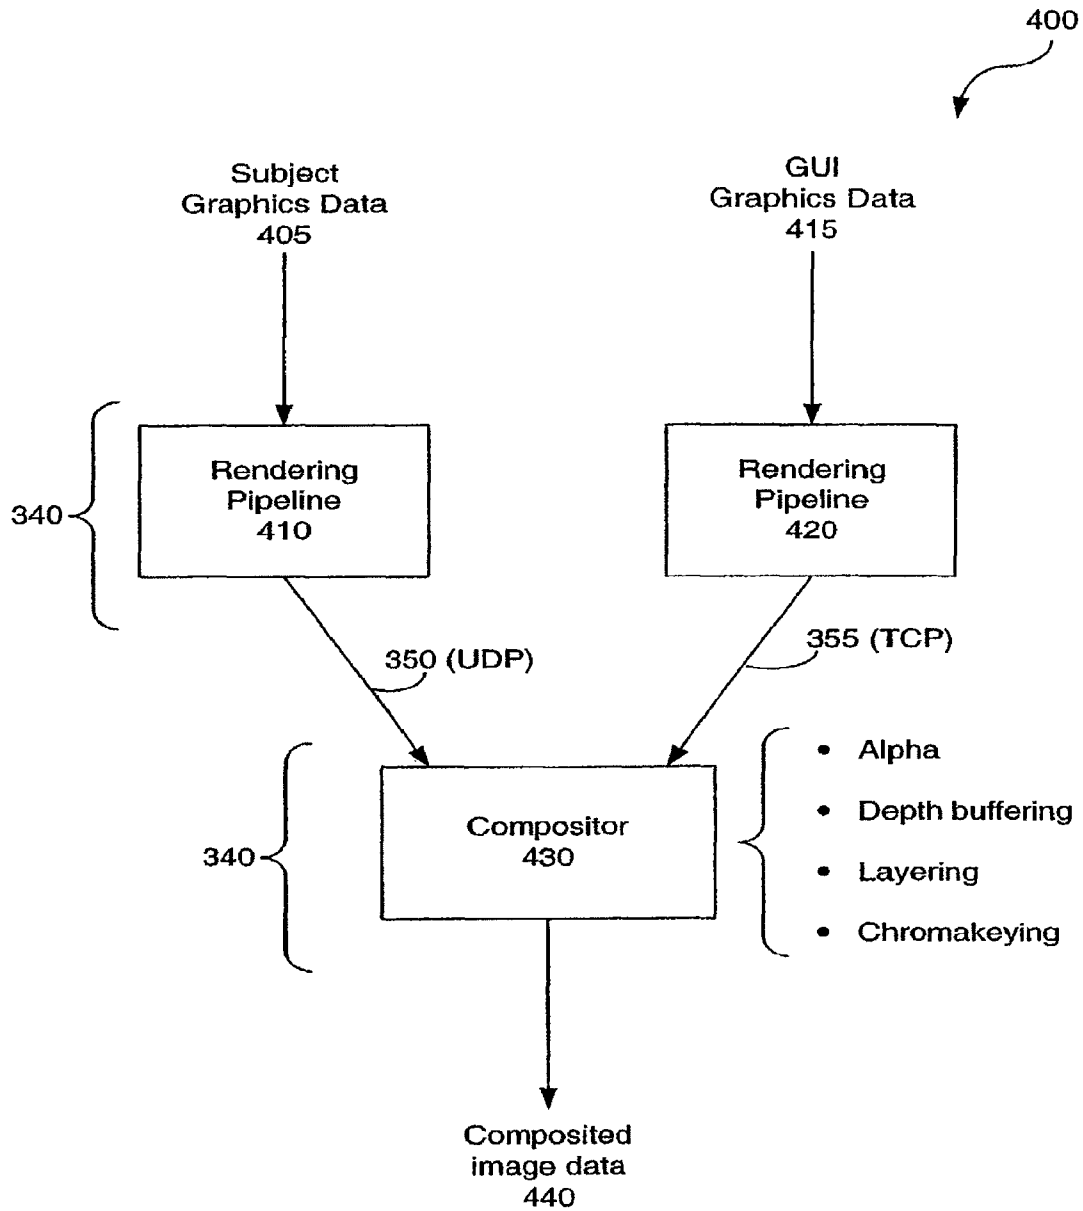 400
Subject
Graphics Data
405
GUI
Graphics Data
415
340
Rendering
Pipeline
410
Rendering
Pipeline
420
350 (UDP)
355 (TCP)
340
Compositor
430
• Alpha
• Depth buffering
• Layering
• Chromakeying
Composited
image data
440